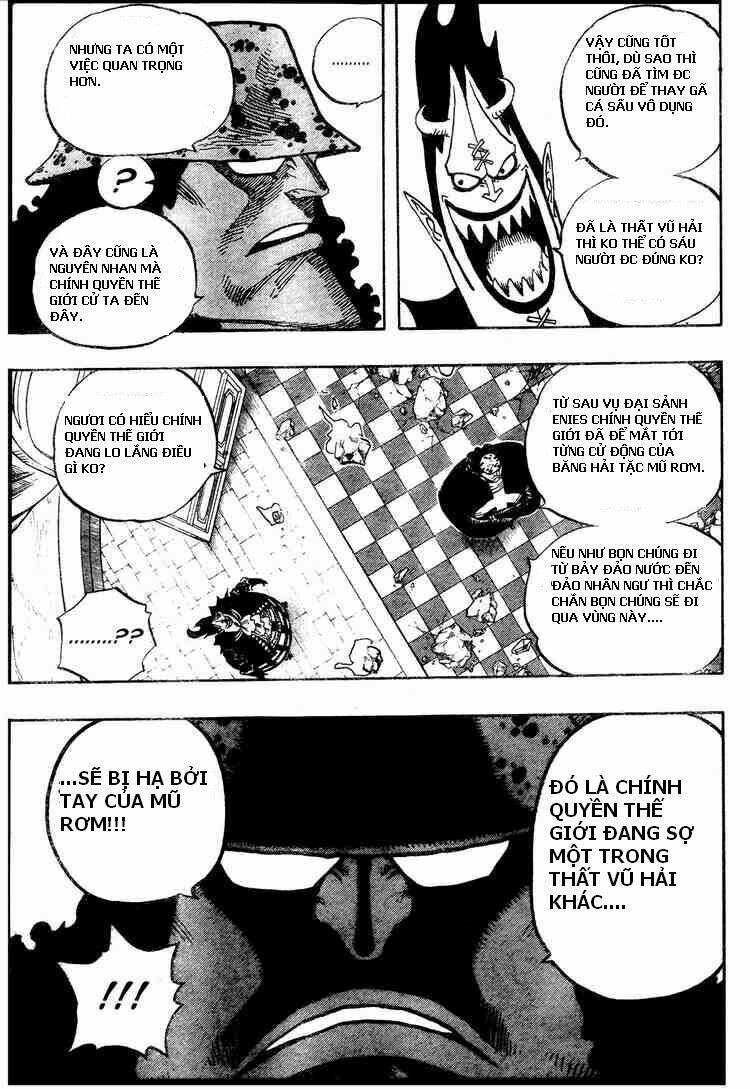 VẬY CŨNG TỐT
THÔI, DÙ SAO THÌ
CŨNG ĐÃ TÌM ĐC
NGƯỜI ĐỂ THAY GÃ
CÁ SẤU VÔ DỤNG
ĐÓ.
ĐÃ LÀ THẤT VŨ HẢI
THÌ KO THỂ CÓ SÁU
NGƯỜI ĐC ĐÚNG KO?
.........
NHƯNG TA CÓ MỘT
VIỆC QUAN TRỌNG
HƠN.
?
VÀ ĐÂY CŨNG LÀ
NGUYÊN NHAN MÀ
CHÍNH QUYỀN THẾ
GIỚI CỬ TA ĐẾN
ĐÂY.
TỪ SAU VỤ ĐẠI SẢNH
ENIES CHÍNH QUYỀN THẾ
GIỚI ĐÃ ĐỂ MẮT TỚI
TỪNG CỬ ĐỘNG CỦA
BĂNG HẢI TẶC MŨ RƠM.
NẾU NHƯ BỌN CHÚNG ĐI
TỪ BẢY ĐẢO NƯỚC ĐẾN
ĐẢO NHÂN NGƯ THÌ CHẮC
CHẮN BỌN CHÚNG SẼ ĐI
QUA VÙNG NÀY....
NGƯƠI CÓ HIỂU CHÍNH
QUYỀN THẾ GIỚI
ĐANG LO LẮNG ĐIỀU
GÌ KO?
.........??
ĐÓ LÀ CHÍNH
QUYỀN THẾ
GIỚI ĐANG SỢ
MỘT TRONG
THẤT VŨ HẢI
KHÁC....
...SẼ BỊ HẠ BỞI
TAY CỦA MŨ
RƠM!!!
!!!